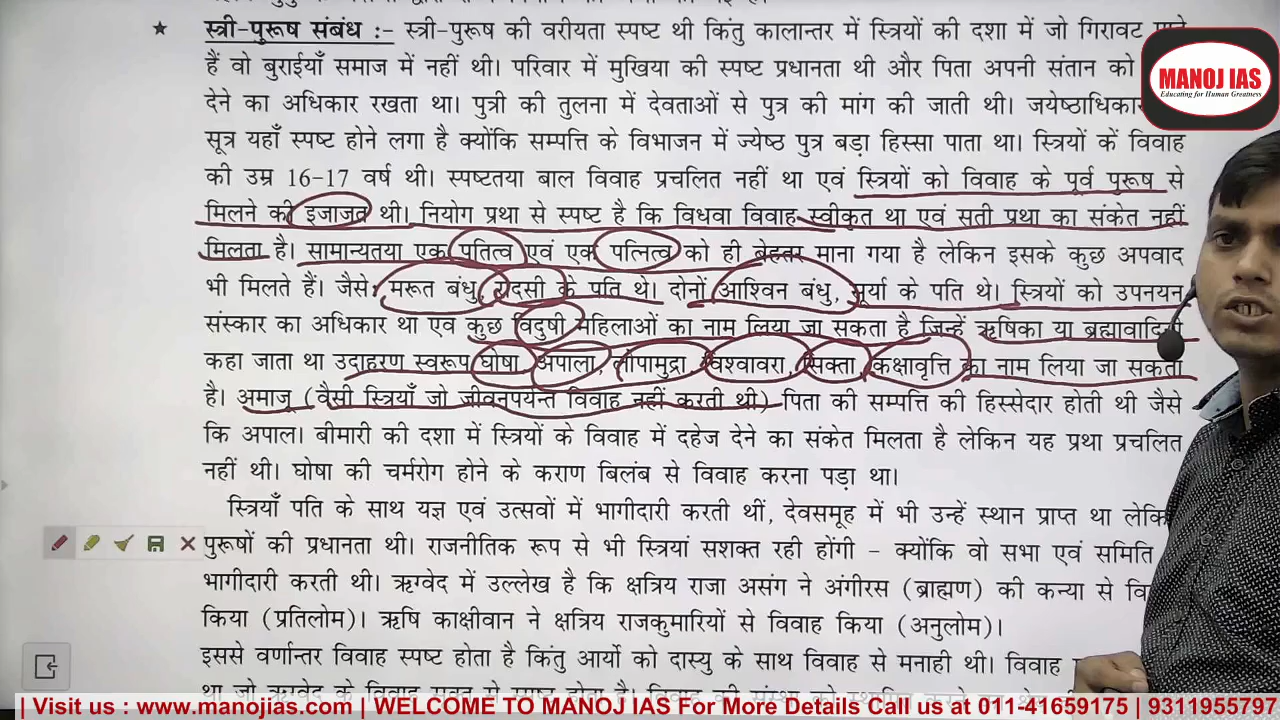 ★ स्त्री-पुरूष संबंध :- स्त्री-पुरूष की वरीयता स्पष्ट थी किंतु कालान्तर में स्त्रियों की दशा में जो गिरावट
हैं वो बुराईयाँ समाज में नहीं थी। परिवार में मुखिया की स्पष्ट प्रधानता थी और पिता अपनी संतान को
देने का अधिकार रखता था। पुत्री की तुलना में देवताओं से पुत्र की मांग की जाती थी। जयेष्ठाधिकार
सूत्र यहाँ स्पष्ट होने लगा है क्योंकि सम्पत्ति के विभाजन में ज्येष्ठ पुत्र बड़ा हिस्सा पाता था। स्त्रियों कें विवाह
की उम्र 16-17 वर्ष थी। स्पष्टतया बाल विवाह प्रचलित नहीं था एवं स्त्रियों को विवाह के पूर्व पुरूष से
मिलने की इजाजत थी। नियोग प्रथा से स्पष्ट है कि विधवा विवाह स्वीकृत था एवं सती प्रथा का संकेत नहीं
मिलता है। सामान्यतया एक पतित्व एवं एक पत्नित्व को ही बेहतर माना गया है लेकिन इसके कुछ अपवाद
भी मिलते हैं। जैसे मरूत बंधु, रोदसी के पति थे। दोनों आश्विन बंधु, सूर्या के पति थे। स्त्रियों को उपनयन
संस्कार का अधिकार था एवं कुछ विदुषी महिलाओं का नाम लिया जा सकता है जिन्हें ऋषिका या
कहा जाता था उदाहरण स्वरूप घोषा अपाला, लोपामुद्रा, विश्वावरा, सिक्ता, कक्षावृत्ति का नाम लिया जा सकता
है। अमाजू (वैसी स्त्रियाँ जो जीवनपर्यन्त विवाह नहीं करती थी) पिता की सम्पत्ति की हिस्सेदार होती थी जैसे
कि अपाल। बीमारी की दशा में स्त्रियों के विवाह में दहेज देने का संकेत मिलता है लेकिन यह प्रथा प्रचलित
नहीं थी। घोषा की चर्मरोग होने के कराण बिलंब से विवाह करना पड़ा था।
स्त्रियाँ पति के साथ यज्ञ एवं उत्सवों में भागीदारी करती थीं, देवसमूह में भी उन्हें स्थान प्राप्त था
पुरूषों की प्रधानता थी। राजनीतिक रूप से भी स्त्रियां सशक्त रही होंगी - क्योंकि वो सभा एवं समिति
भागीदारी करती थी। ऋग्वेद में उल्लेख है कि क्षत्रिय राजा असंग ने अंगीरस (ब्राह्मण) की कन्या से
किया (प्रतिलोम)। ऋषि काक्षीवान ने क्षत्रिय राजकुमारियों से विवाह किया (अनुलोम)।
इससे वर्णान्तर विवाह स्पष्ट होता है किंतु आर्यो को दास्यु के साथ विवाह से मनाही थी। विवाह
था जो ऋग्वेद के विवाह सूक्त से स्पष्ट होता है। विवाह की संस्था को
MANOJ IAS
Educating for Human Greatness
| Visit us : www.manojias.com | WELCOME TO MANOJ IAS For More Details Call us at 011-41659175 | 9311955797